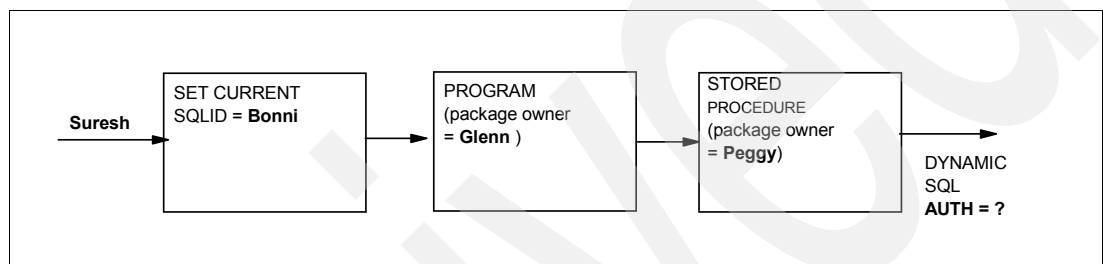 Suresh
SET CURRENT
SQLID = Bonni
PROGRAM
(package owner
= Glenn )
STORED
PROCEDURE
(package owner
= Peggy)
DYNAMIC
SQL
AUTH = ?